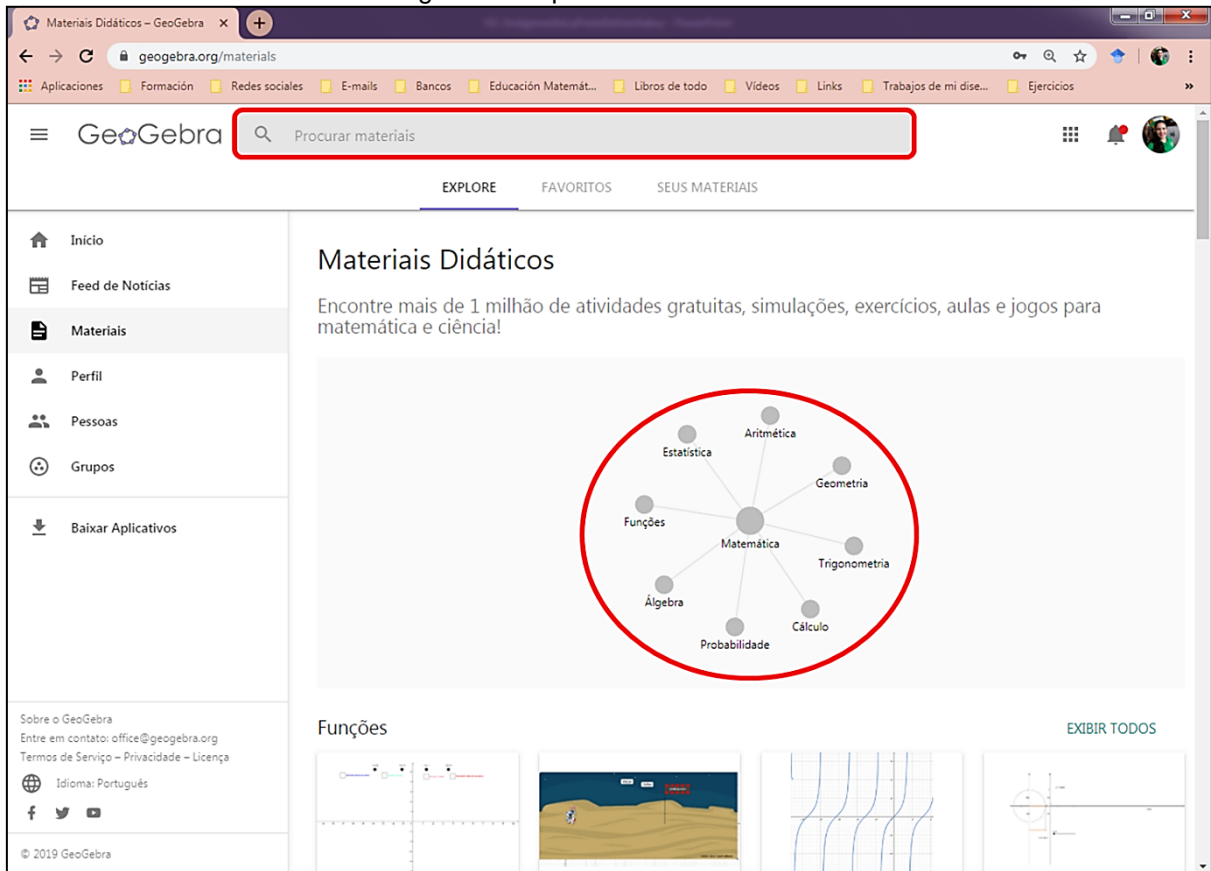 Materiais Didáticos – GeoGebra
geogebra.org/materials
Aplicaciones Formación Redes sociales E-mails Bancos Educación Matemát... Libros de todo Vídeos Links Trabajos de mi dise... Ejercicios »
GeoGebra
Procurar materiais
EXPLORE FAVORITOS SEUS MATERIAIS
Início
Feed de Notícias
Materiais
Perfil
Pessoas
Grupos
Baixar Aplicativos
Materiais Didáticos
Encontre mais de 1 milhão de atividades gratuitas, simulações, exercícios, aulas e jogos para
matemática e ciência!
Aritmética
Estatística
Geometria
Funções
Matemática
Trigonometria
Álgebra
Cálculo
Probabilidade
Funções
EXIBIR TODOS
Sobre o GeoGebra
Entre em contato: office@geogebra.org
Termos de Serviço – Privacidade – Licença
Idioma: Português
© 2019 GeoGebra